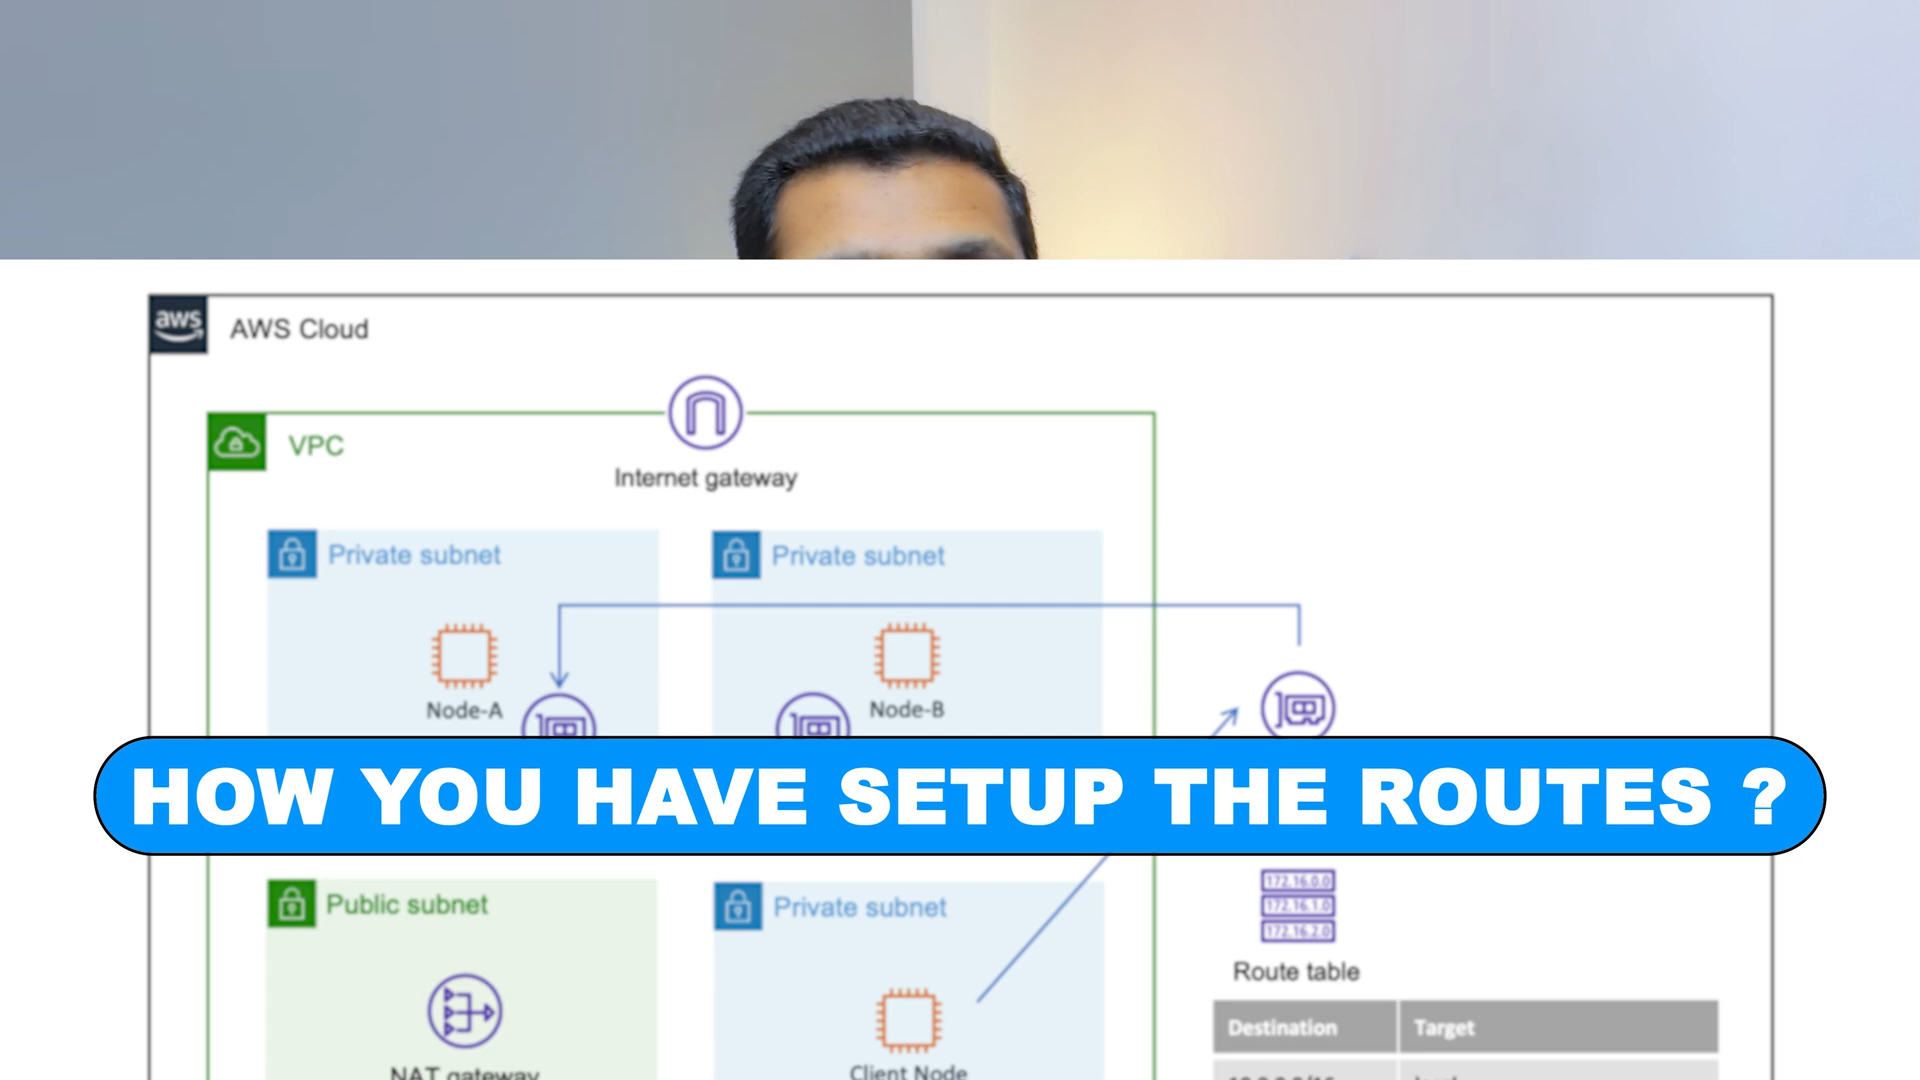 aws
AWS Cloud
VPC
Internet gateway
Private subnet
Private subnet
Node-A
Node-B
HOW YOU HAVE SETUP THE ROUTES ?
Public subnet
Private subnet
172.16.0.0
172.16.1.0
172.16.2.0
Route table
Destination
Target
NAT gateway
Client Node